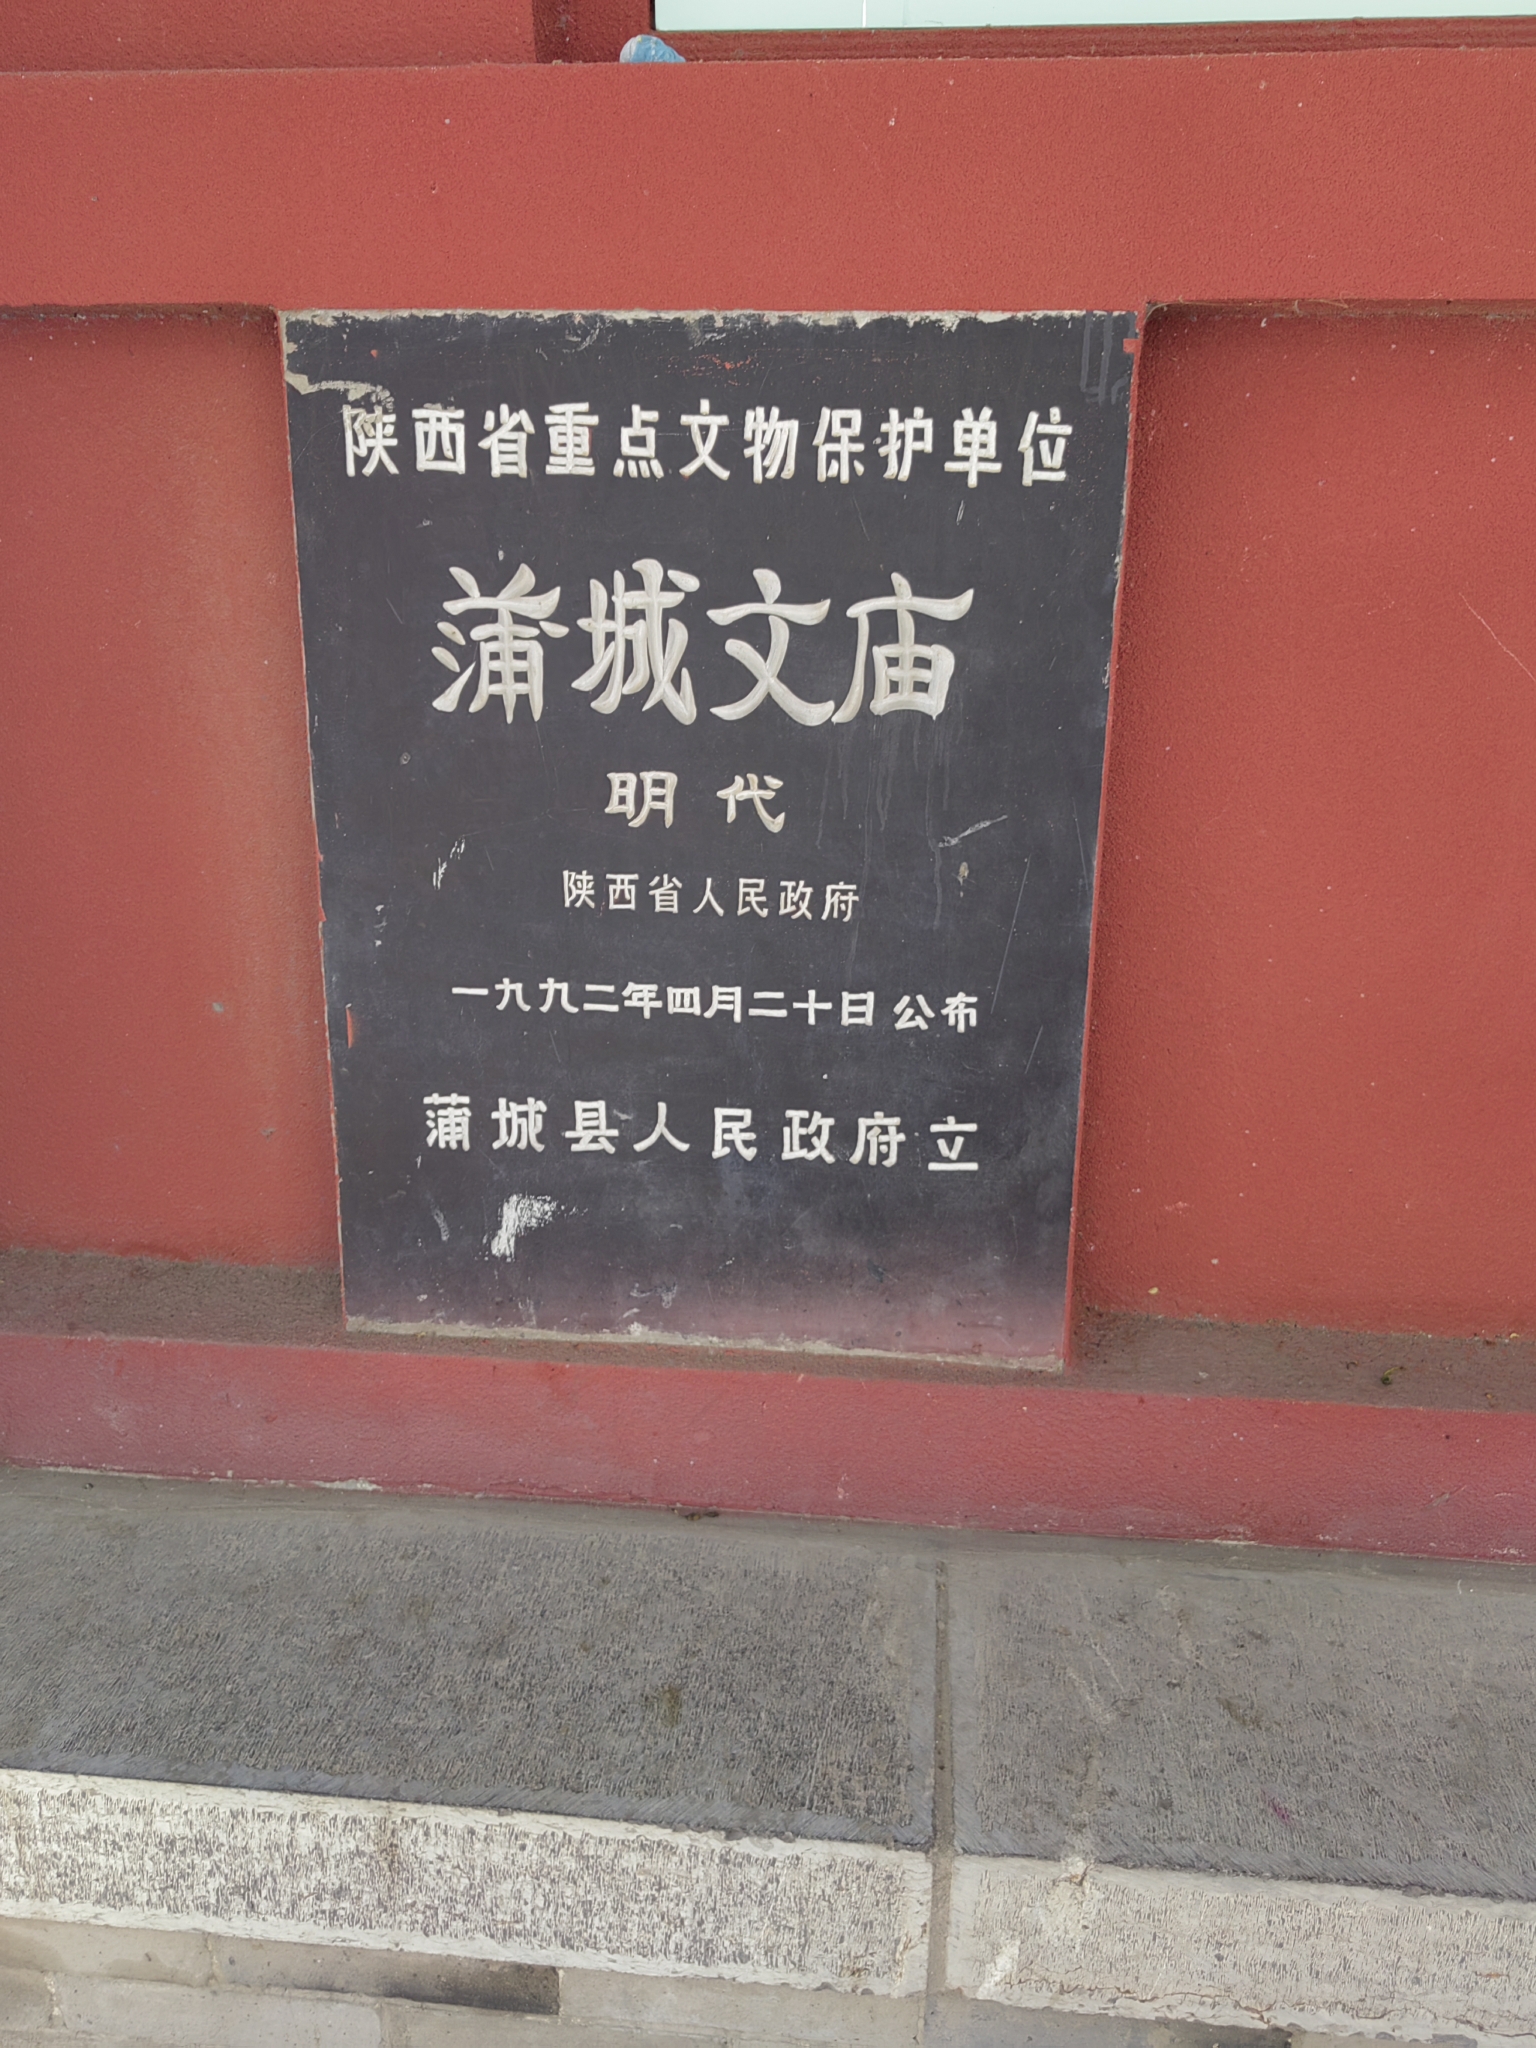 陕西省重点文物保护单位
蒲城文庙
明代
陕西省人民政府
一九九二年四月二十日 公布
蒲城县人民政府立